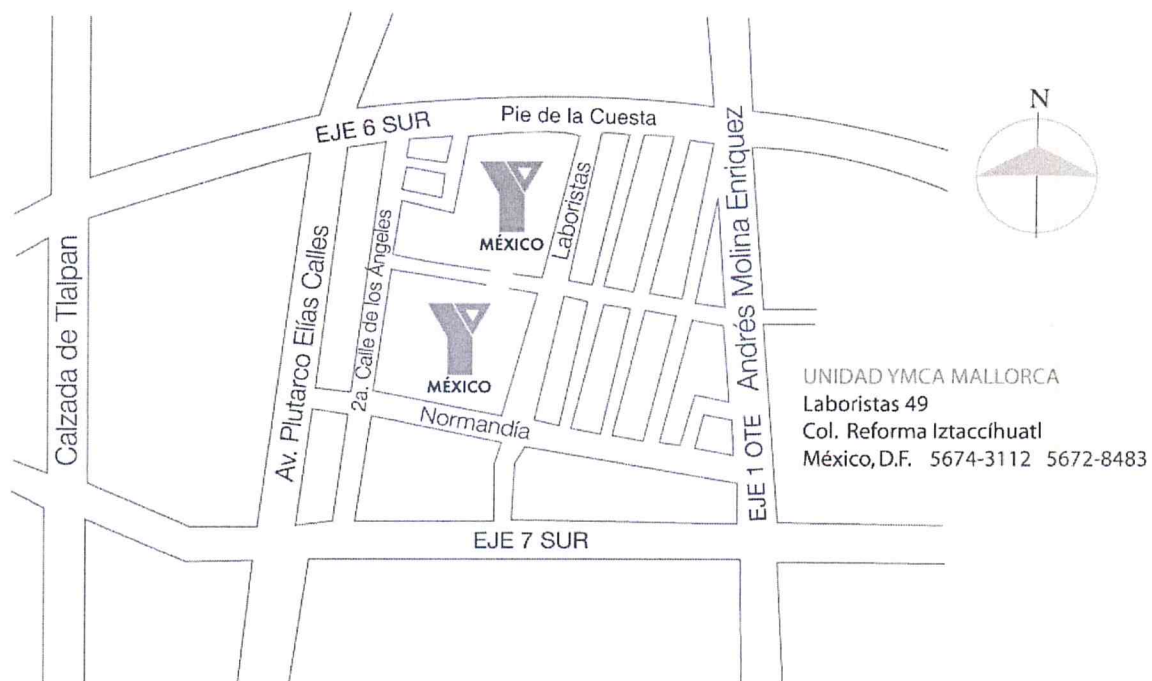 N
EJE 6 SUR
Pie de la Cuesta
Andrés Molina Enriquez
Laboristas
MÉXICO
Calzada de Tlalpan
Av. Plutarco Elías Calles
2a. Calle de los Ángeles
MÉXICO
Normandía
EJE 1 OTE
EJE 7 SUR
UNIDAD YMCA MALLORCA
Laboristas 49
Col. Reforma Iztaccíhuatl
México, D.F. 5674-3112 5672-8483